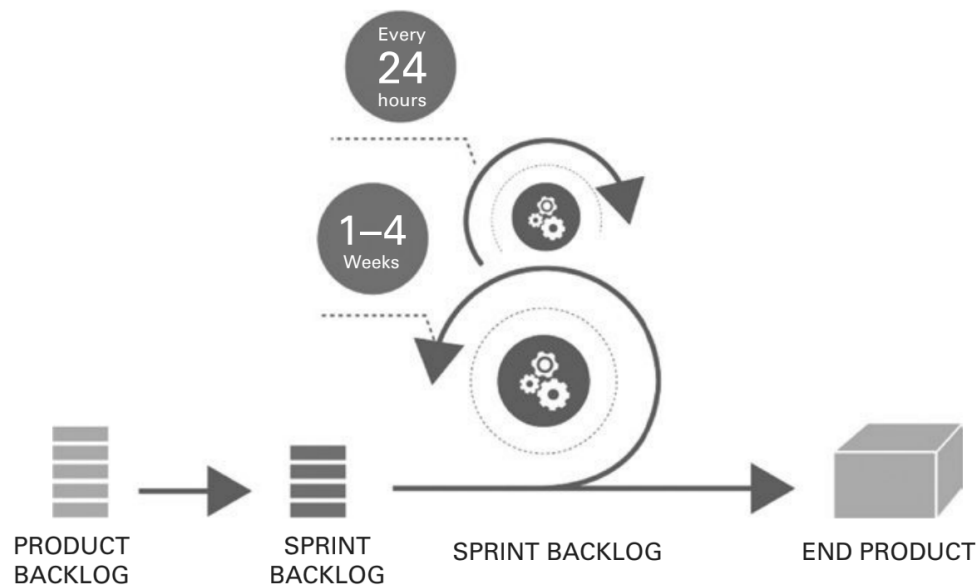 Every
24
hours
1–4
Weeks
PRODUCT
BACKLOG
SPRINT
BACKLOG
SPRINT BACKLOG
END PRODUCT